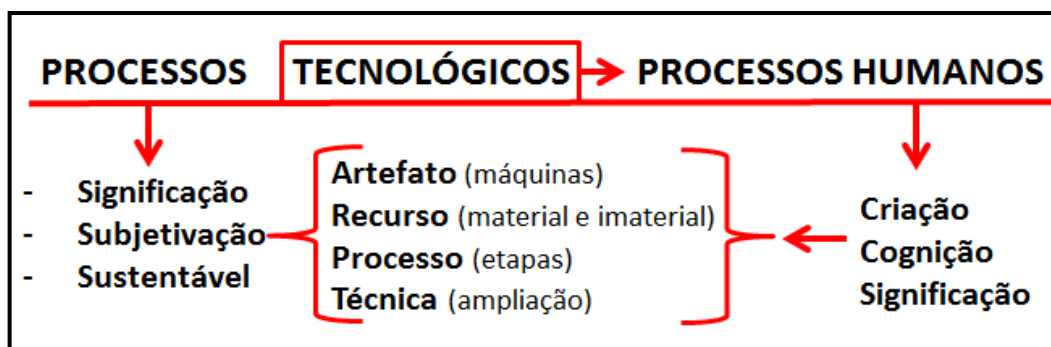 PROCESSOS TECNOLÓGICOS PROCESSOS HUMANOS
- Significação
- Subjetivação
- Sustentável
Artefato (máquinas)
Recurso (material e imaterial)
Processo (etapas)
Técnica (ampliação)
Criação
Cognição
Significação